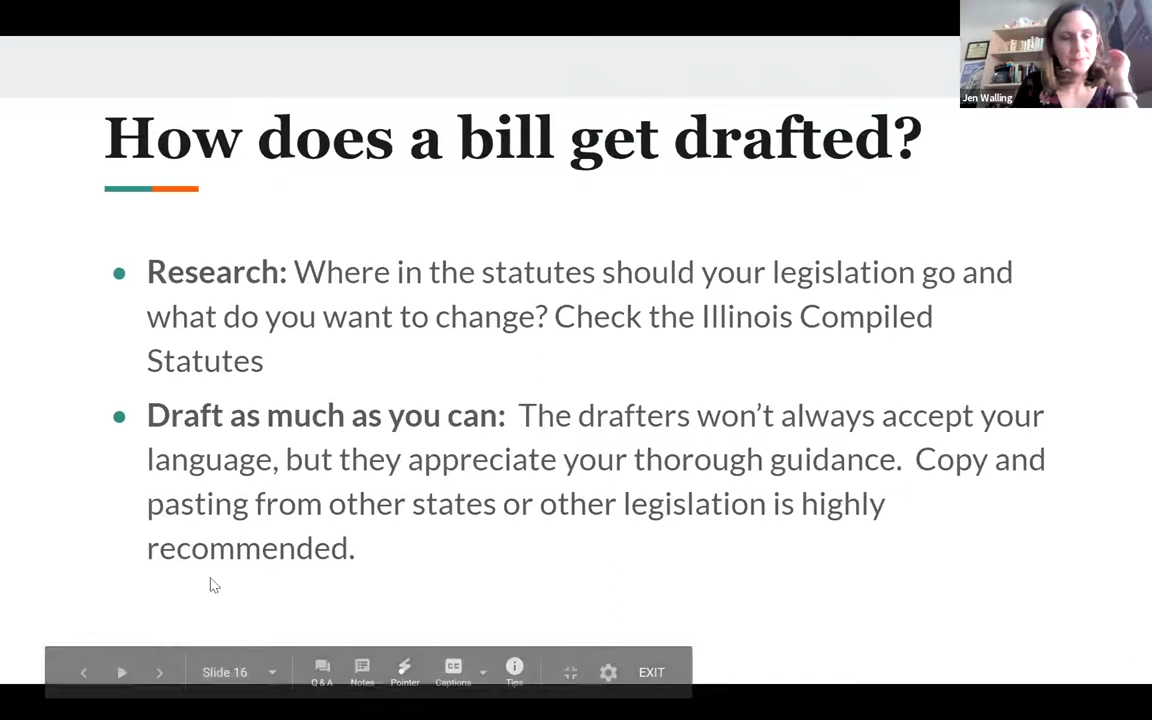 Jen Walling
How does a bill get drafted?
Research: Where in the statutes should your legislation go and
what do you want to change? Check the Illinois Compiled
Statutes
Draft as much as you can:  The drafters won’t always accept your
language, but they appreciate your thorough guidance.  Copy and
pasting from other states or other legislation is highly
recommended.
Slide 16
Q & A
Notes
Pointer
CC
Captions
Tips
EXIT